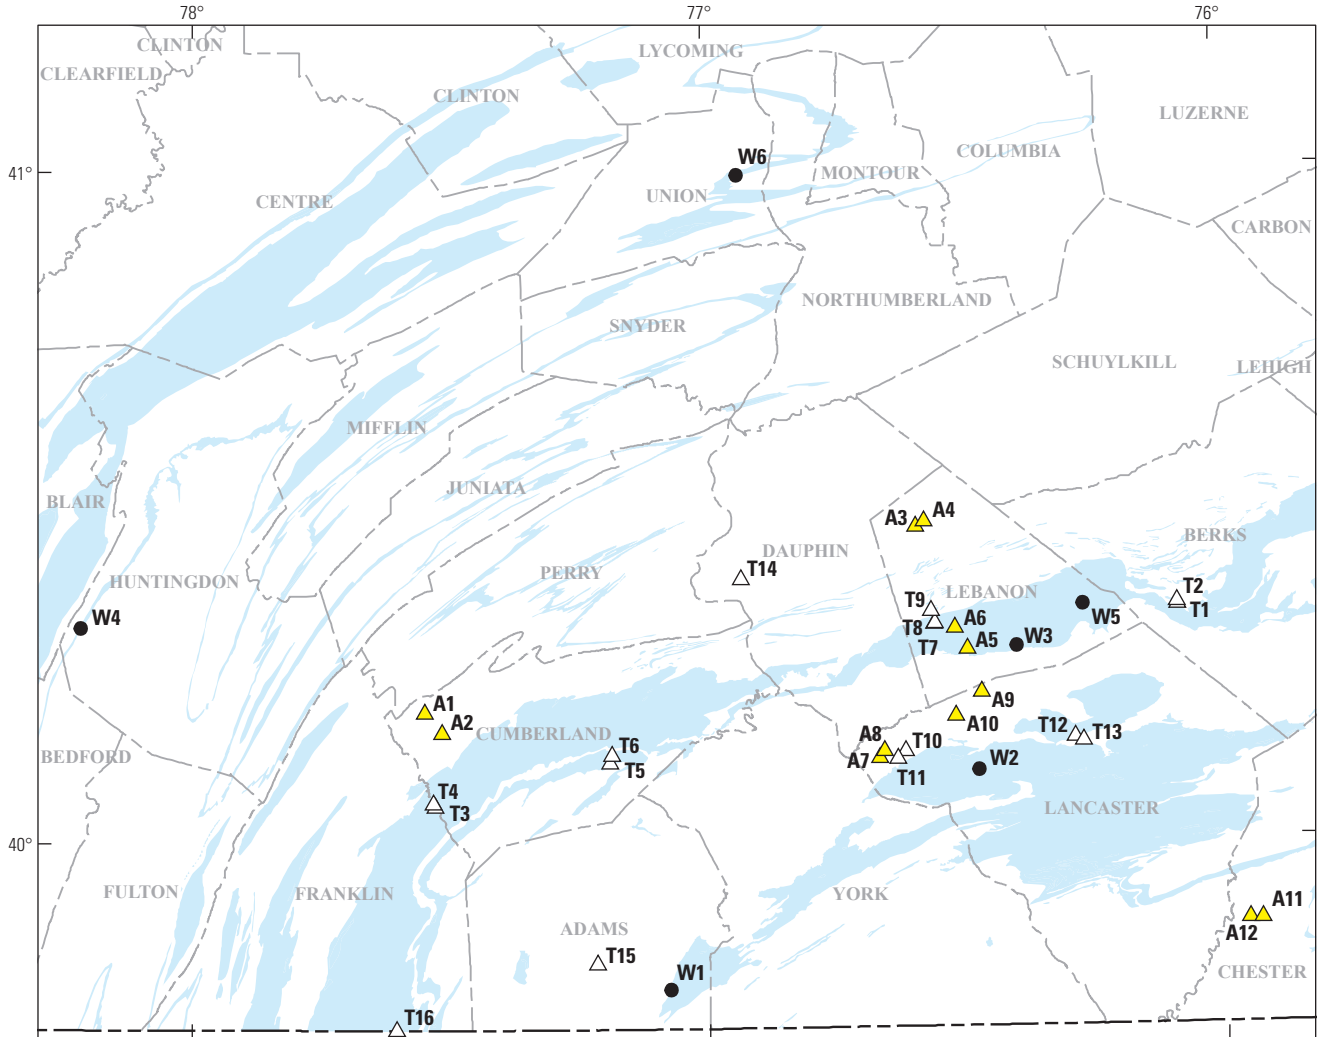 78° 77° 76°
CLINTON
LYCOMING
CLEARFIELD
CLINTON
LUZERNE
COLUMBIA
W6
41°
MONTOUR
UNION
CENTRE
CARBON
NORTHUMBERLAND
SNYDER
SCHUYLKILL
LEHIGH
MIFFLIN
JUNIATA
BLAIR
A3 A4
BERKS
DAUPHIN
T14
PERRY
HUNTINGDON
LEBANON
T2
T9
T1
W5
A6
W4
T8
W3
A5
T7
A9
A1
A10
A2
CUMBERLAND
T12
T13
A8
T10
T6
BEDFORD
A7
W2
T5
T11
T4
LANCASTER
T3
40°
FULTON
FRANKLIN
YORK
A11
ADAMS
A12
T15
W1
CHESTER
T16